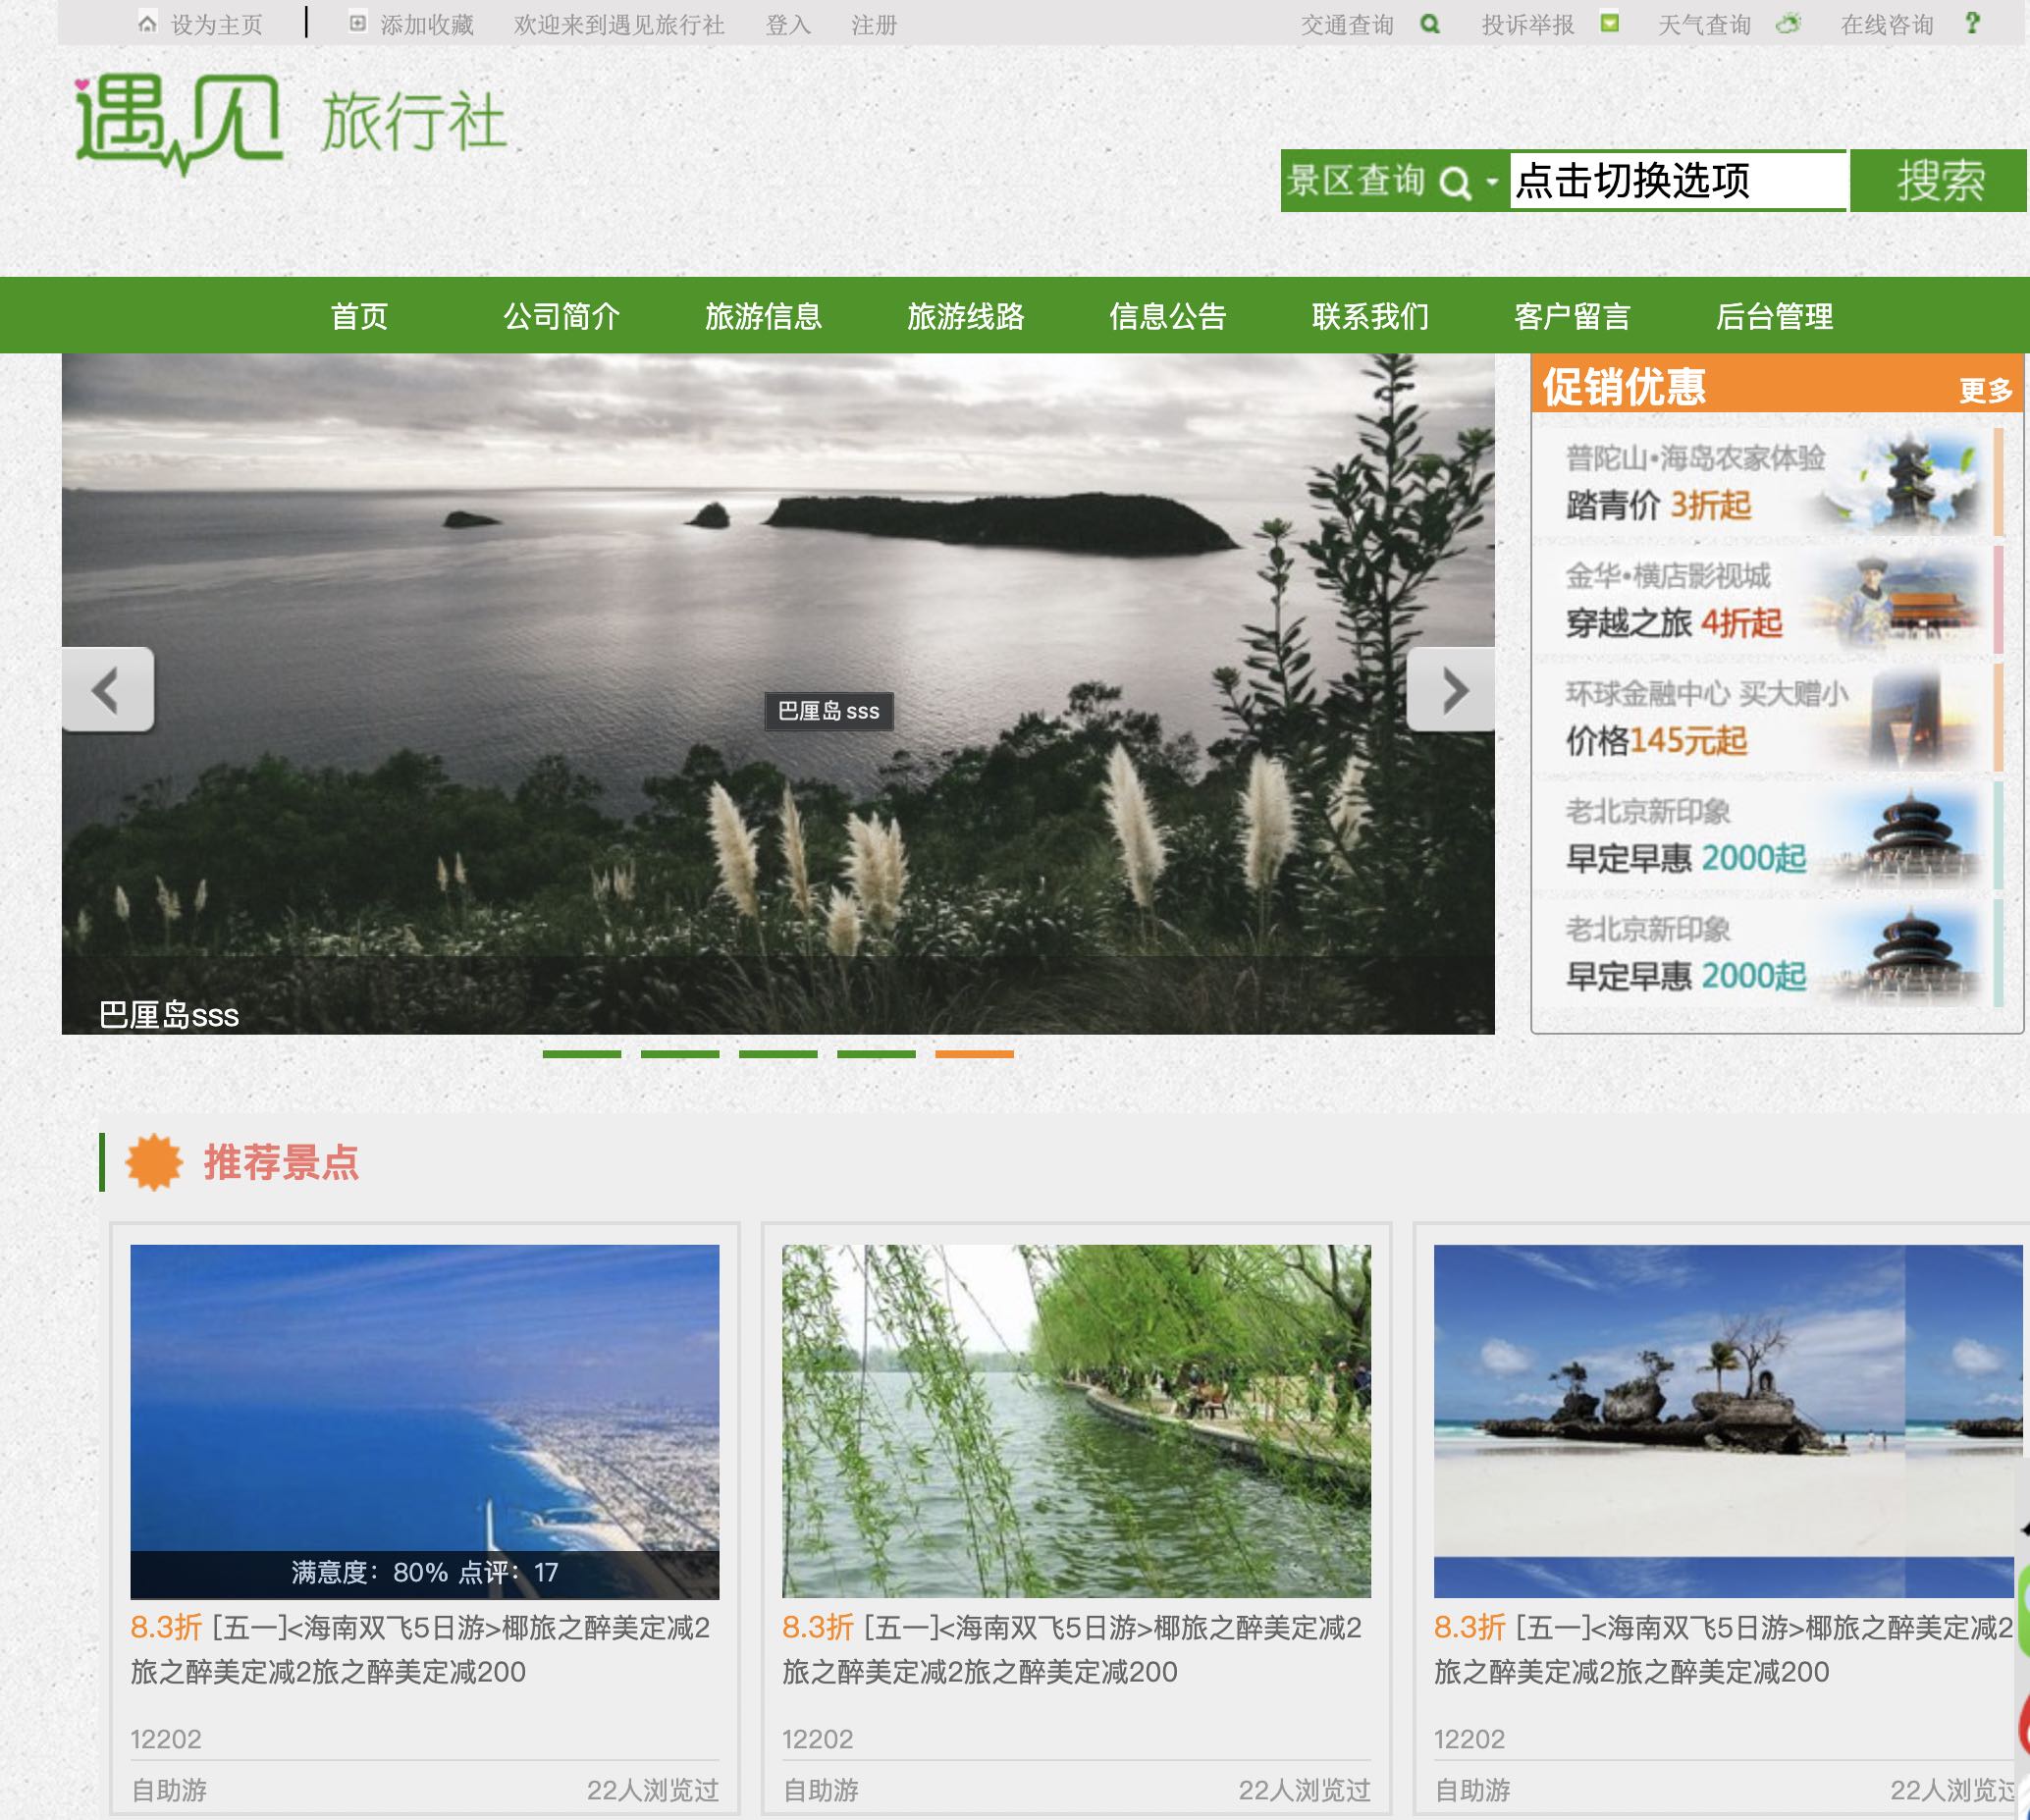 设为主页
添加收藏
欢迎来到遇见旅行社
登入
注册
交通查询
投诉举报
天气查询
在线咨询
遇见 旅行社
景区查询
点击切换选项
搜索
首页
公司简介
旅游信息
旅游线路
信息公告
联系我们
客户留言
后台管理
巴厘岛sss
巴厘岛sss
促销优惠
更多
普陀山•海岛农家体验
踏青价 3折起
金华•横店影视城
穿越之旅 4折起
环球金融中心 买大赠小
价格145元起
老北京新印象
早定早惠 2000起
老北京新印象
早定早惠 2000起
推荐景点
满意度：80% 点评：17
8.3折 [五一]<海南双飞5日游>椰旅之醉美定减2
旅之醉美定减2旅之醉美定减200
12202
自助游
22人浏览过
8.3折 [五一]<海南双飞5日游>椰旅之醉美定减2
旅之醉美定减2旅之醉美定减200
12202
自助游
22人浏览过
8.3折 [五一]<海南双飞5日游>椰旅之醉美定减2
旅之醉美定减2旅之醉美定减200
12202
自助游
22人浏览过